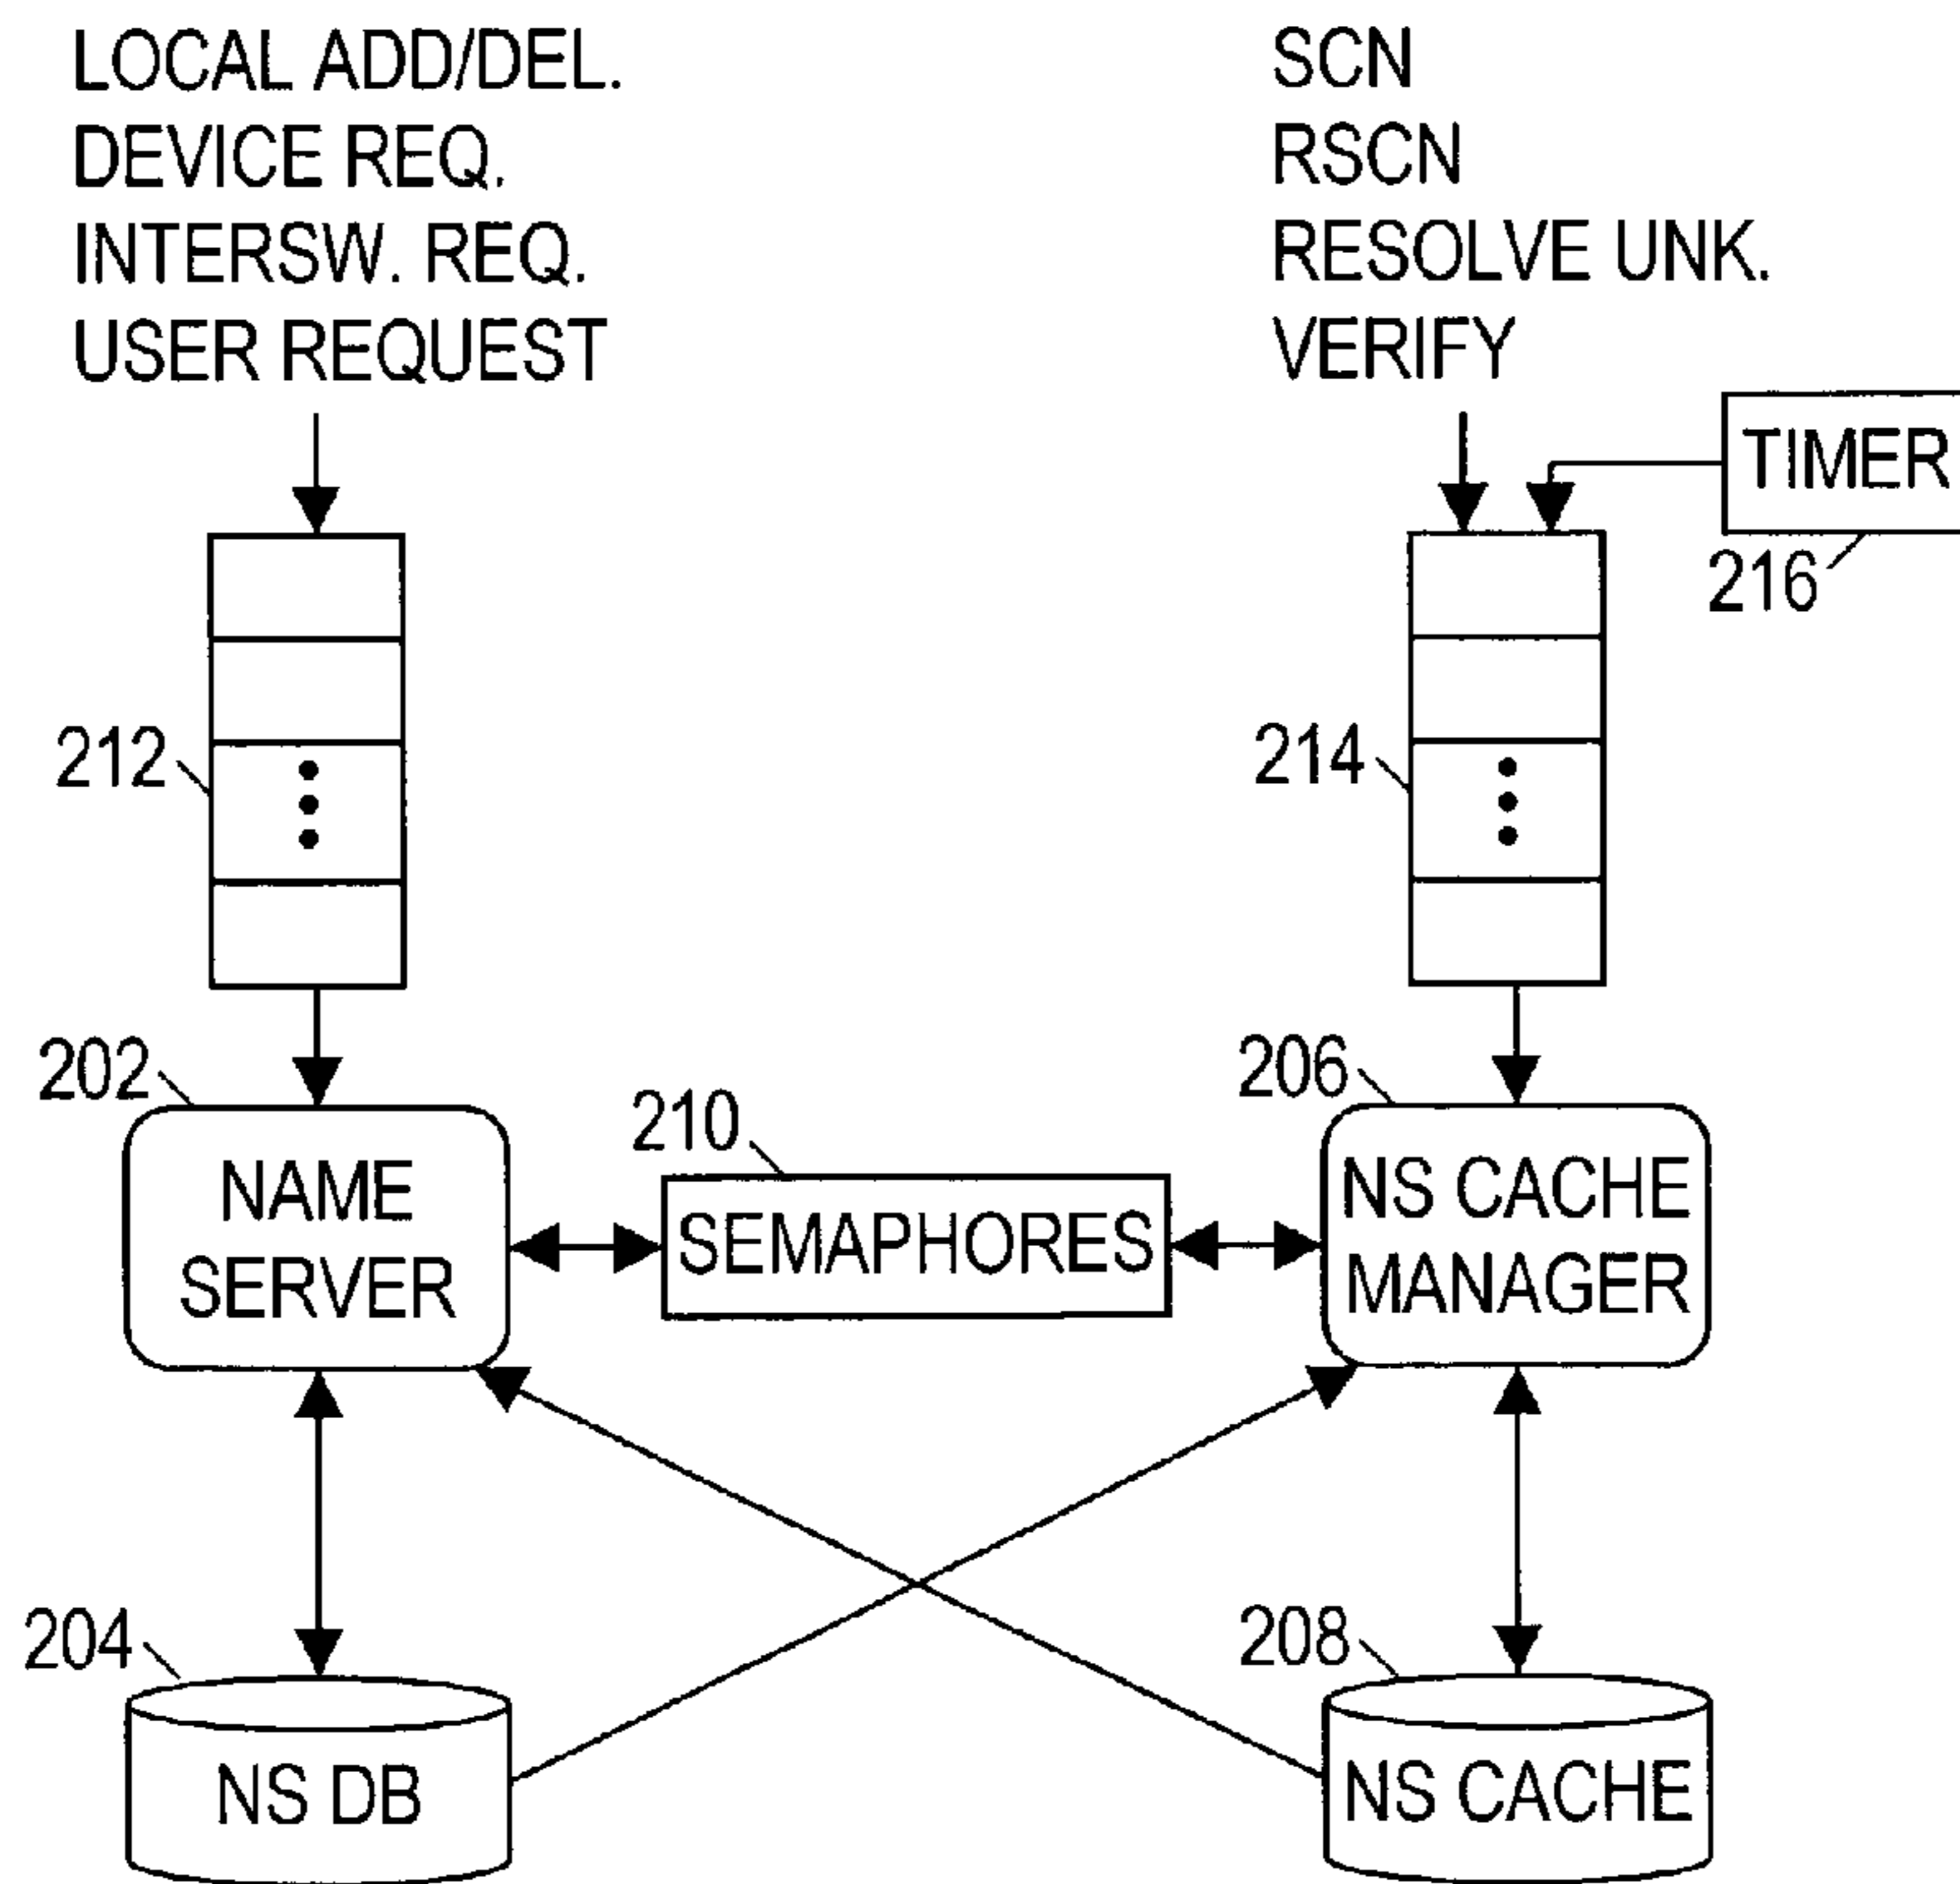 LOCAL ADD/DEL.
DEVICE REQ.
INTERSW. REQ.
USER REQUEST
SCN
RSCN
RESOLVE UNK.
VERIFY
TIMER
216
212
214
202
NAME
SERVER
210
SEMAPHORES
206
NS CACHE
MANAGER
204
NS DB
208
NS CACHE